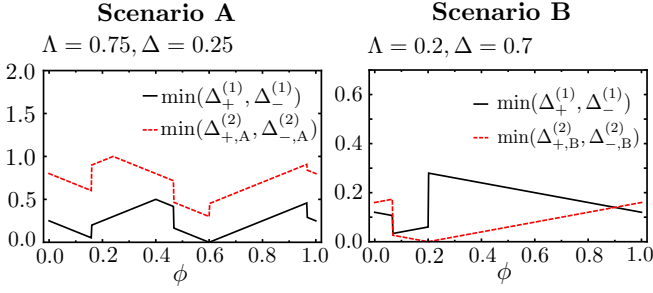 Scenario A
Λ = 0.75, Δ = 0.25
2.0
1.5
1.0
0.5
0.0
0.0 0.2 0.4 0.6 0.8 1.0
ϕ
min(Δ₊⁽¹⁾, Δ₋⁽¹⁾)
min(Δ₊,A⁽²⁾, Δ₋,A⁽²⁾)
Scenario B
Λ = 0.2, Δ = 0.7
0.6
0.4
0.2
0.0
0.0 0.2 0.4 0.6 0.8 1.0
ϕ
min(Δ₊⁽¹⁾, Δ₋⁽¹⁾)
min(Δ₊,B⁽²⁾, Δ₋,B⁽²⁾)